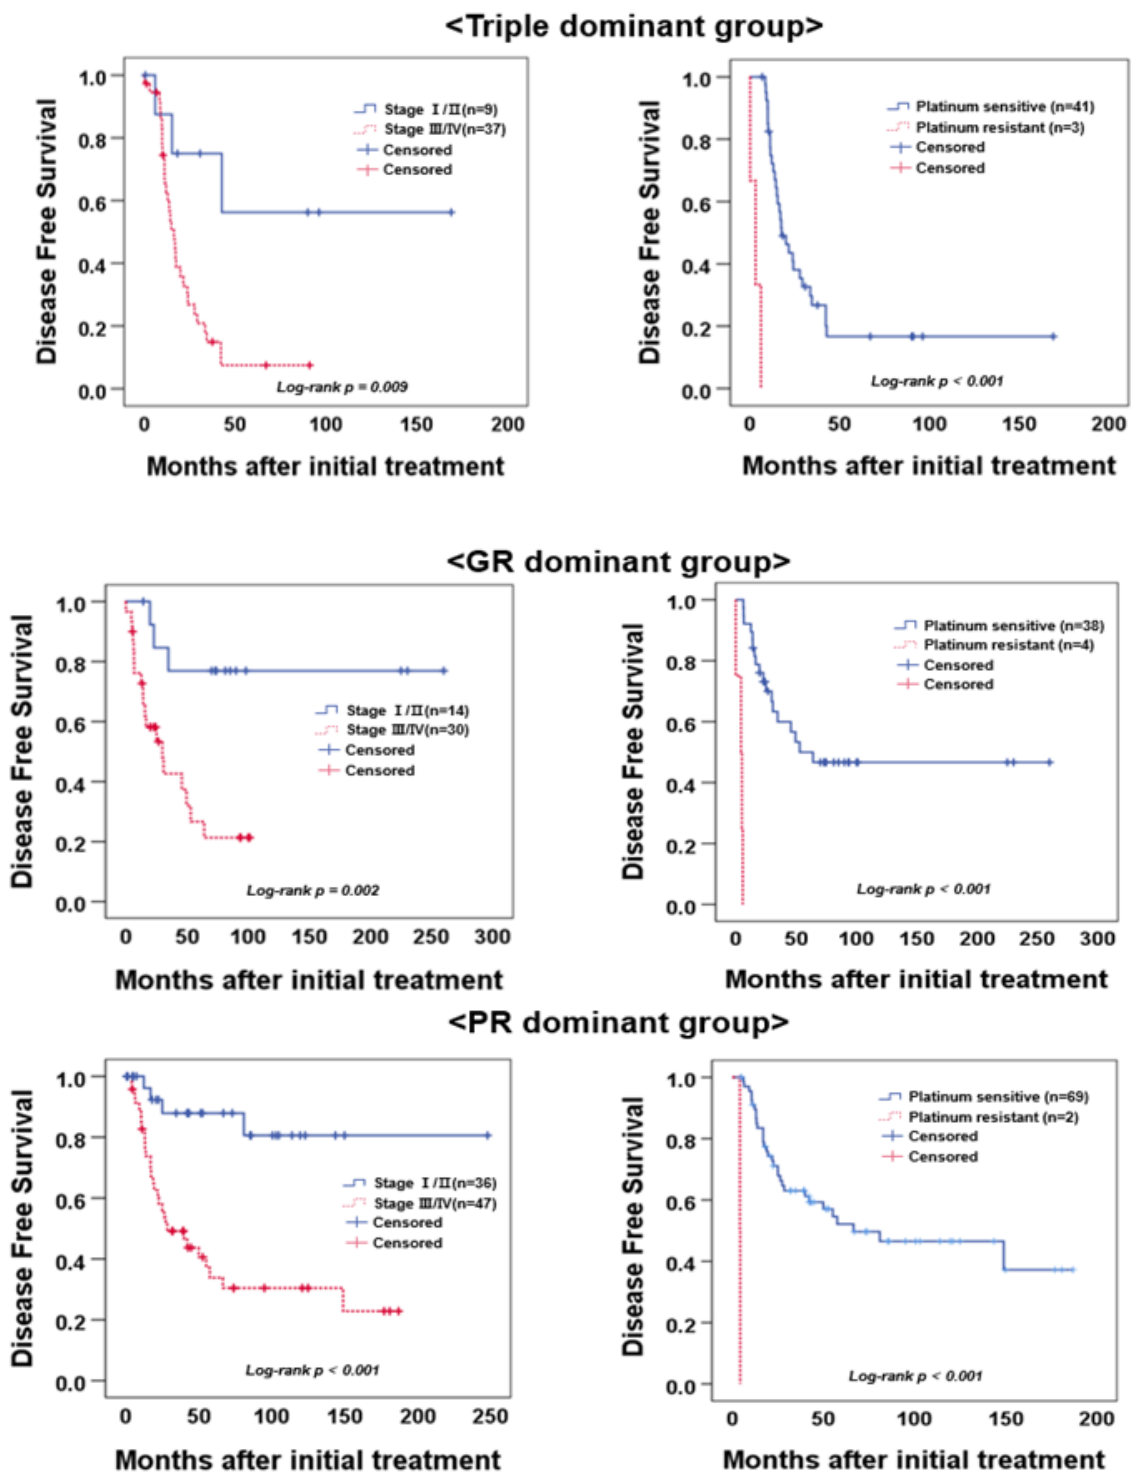 <Triple dominant group>
Disease Free Survival
1.0
0.8
0.6
0.4
0.2
0.0
Stage Ⅰ/Ⅱ(n=9)
Stage Ⅲ/Ⅳ(n=37)
Censored
Censored
Log-rank p = 0.009
0 50 100 150 200
Months after initial treatment
Disease Free Survival
1.0
0.8
0.6
0.4
0.2
0.0
Platinum sensitive (n=41)
Platinum resistant (n=3)
Censored
Censored
Log-rank p < 0.001
0 50 100 150 200
Months after initial treatment
<GR dominant group>
Disease Free Survival
1.0
0.8
0.6
0.4
0.2
0.0
Stage Ⅰ/Ⅱ(n=14)
Stage Ⅲ/Ⅳ(n=30)
Censored
Censored
Log-rank p = 0.002
0 50 100 150 200 250 300
Months after initial treatment
Disease Free Survival
1.0
0.8
0.6
0.4
0.2
0.0
Platinum sensitive (n=38)
Platinum resistant (n=4)
Censored
Censored
Log-rank p < 0.001
0 50 100 150 200 250 300
Months after initial treatment
<PR dominant group>
Disease Free Survival
1.0
0.8
0.6
0.4
0.2
0.0
Stage Ⅰ/Ⅱ(n=36)
Stage Ⅲ/Ⅳ(n=47)
Censored
Censored
Log-rank p < 0.001
0 50 100 150 200 250
Months after initial treatment
Disease Free Survival
1.0
0.8
0.6
0.4
0.2
0.0
Platinum sensitive (n=69)
Platinum resistant (n=2)
Censored
Censored
Log-rank p < 0.001
0 50 100 150 200
Months after initial treatment